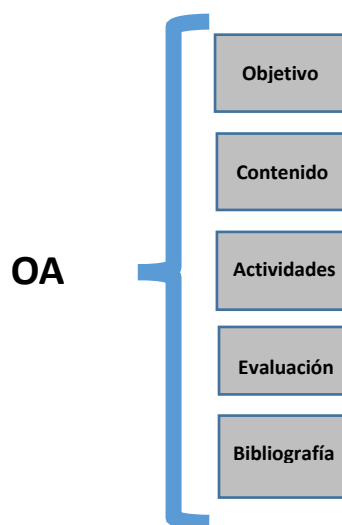 OA
Objetivo
Contenido
Actividades
Evaluación
Bibliografía